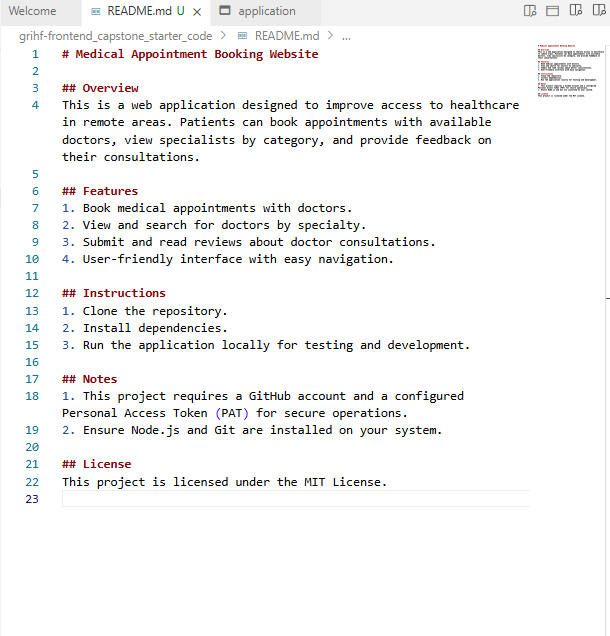 Welcome README.md U × application
grihf-frontend_capstone_starter_code > README.md > ...
1 # Medical Appointment Booking Website
2
3 ## Overview
4 This is a web application designed to improve access to healthcare
in remote areas. Patients can book appointments with available
doctors, view specialists by category, and provide feedback on
their consultations.
5
6 ## Features
7 1. Book medical appointments with doctors.
8 2. View and search for doctors by specialty.
9 3. Submit and read reviews about doctor consultations.
10 4. User-friendly interface with easy navigation.
11
12 ## Instructions
13 1. Clone the repository.
14 2. Install dependencies.
15 3. Run the application locally for testing and development.
16
17 ## Notes
18 1. This project requires a GitHub account and a configured
Personal Access Token (PAT) for secure operations.
19 2. Ensure Node.js and Git are installed on your system.
20
21 ## License
22 This project is licensed under the MIT License.
23